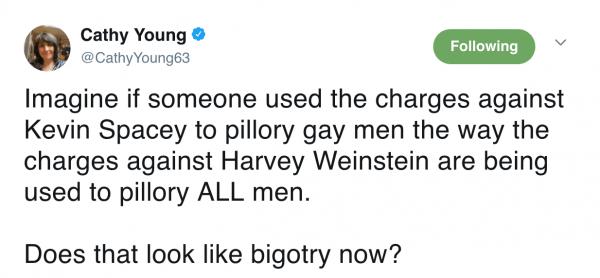 Cathy Young
@CathyYoung63
Following
Imagine if someone used the charges against
Kevin Spacey to pillory gay men the way the
charges against Harvey Weinstein are being
used to pillory ALL men.
Does that look like bigotry now?